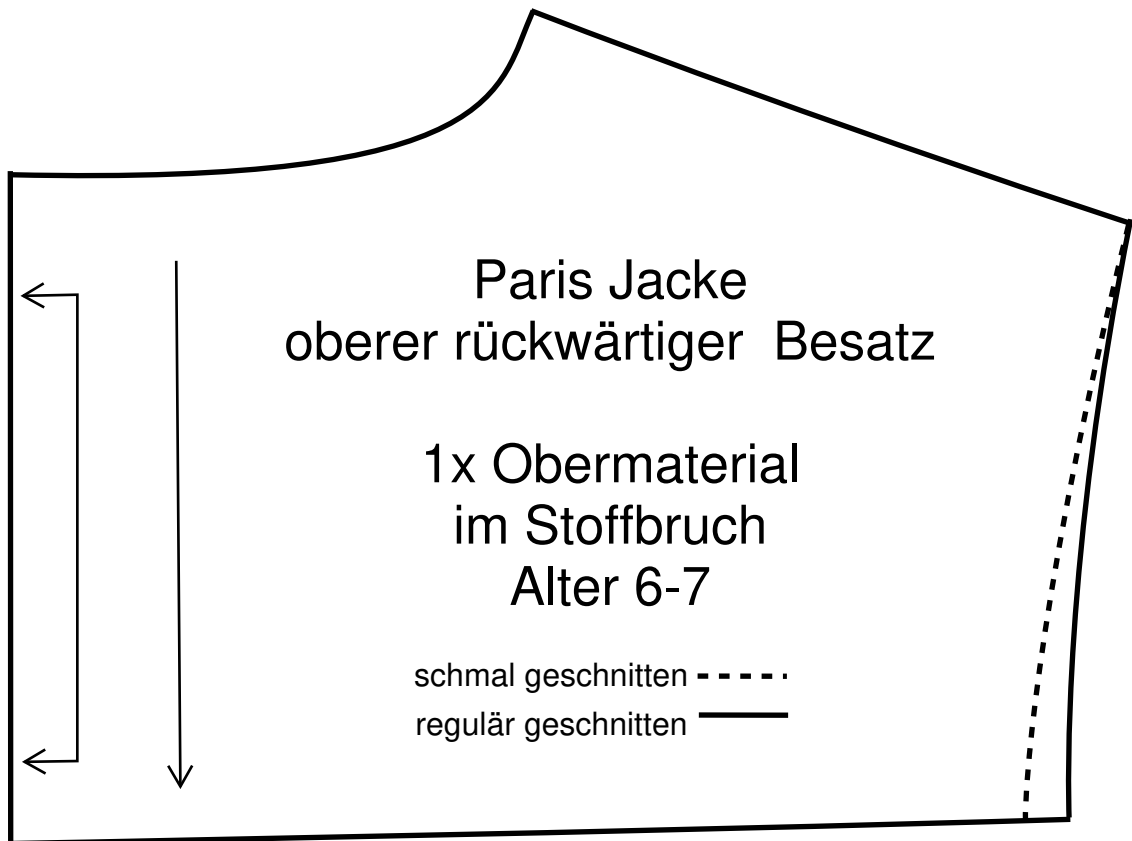 Paris Jacke
oberer rückwärtiger Besatz
1x Obermaterial
im Stoffbruch
Alter 6-7
schmal geschnitten
regulär geschnitten